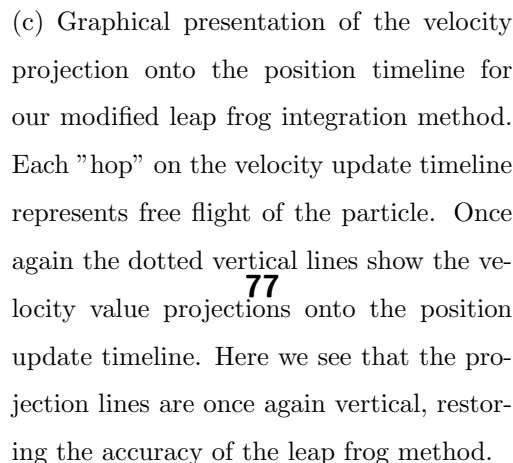 (c) Graphical presentation of the velocity
projection onto the position timeline for
our modified leap frog integration method.
Each "hop" on the velocity update timeline
represents free flight of the particle. Once
again the dotted vertical lines show the ve-
77
locity value projections onto the position
update timeline. Here we see that the pro-
jection lines are once again vertical, restor-
ing the accuracy of the leap frog method.